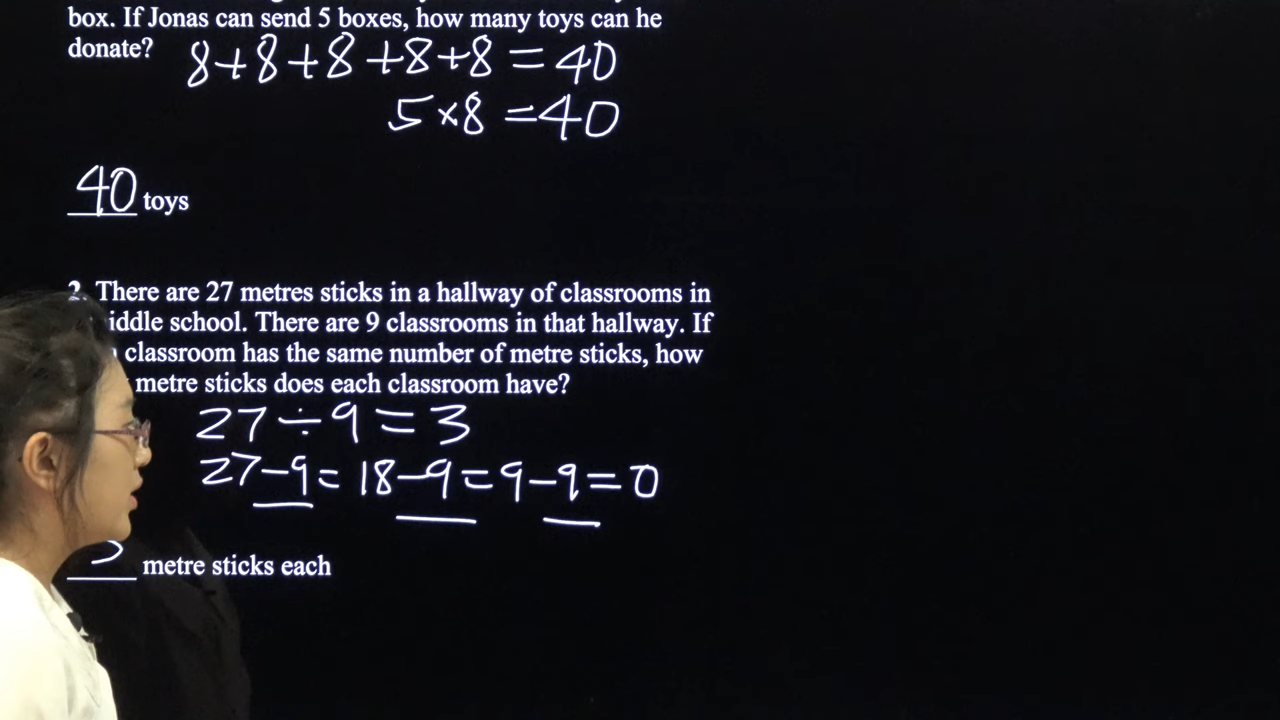 box. If Jonas can send 5 boxes, how many toys can he
donate?
8+8+8+8+8=40
5×8=40
40 toys
2. There are 27 metres sticks in a hallway of classrooms in
iddle school. There are 9 classrooms in that hallway. If
classroom has the same number of metre sticks, how
metre sticks does each classroom have?
27÷9=3
27-9=18-9=9-9=0
metre sticks each